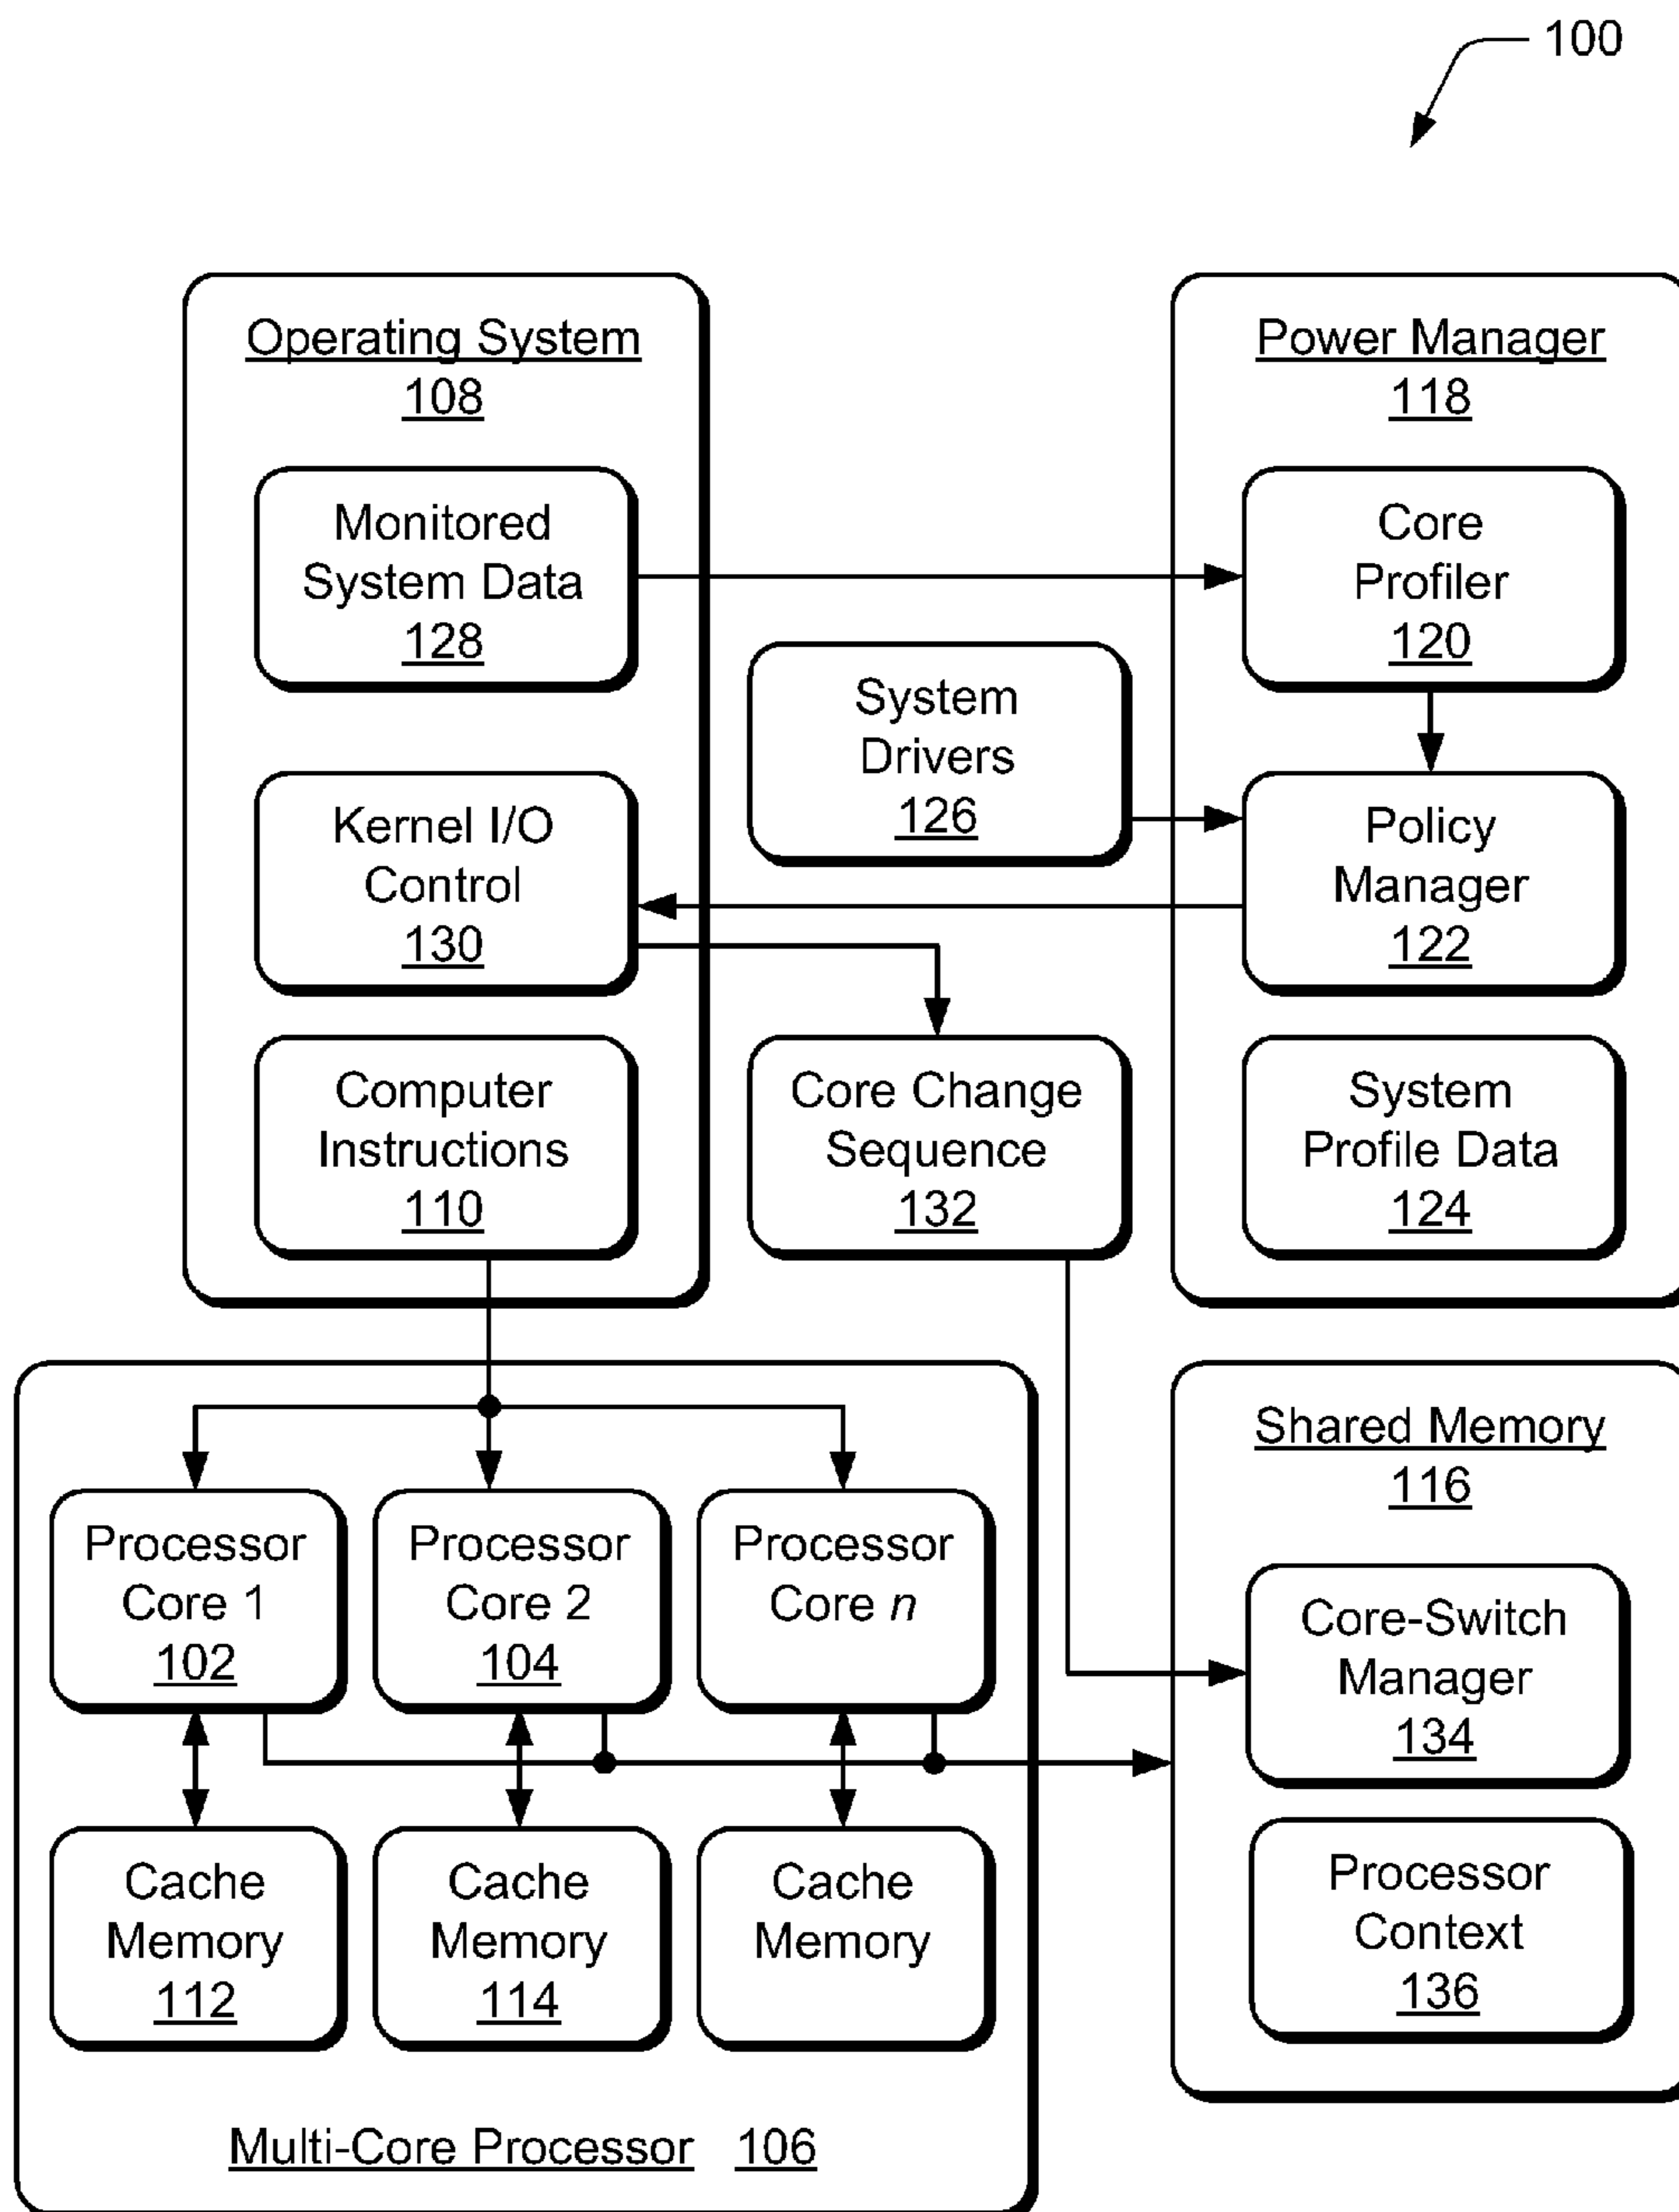 100
Operating System
108
Monitored
System Data
128
Kernel I/O
Control
130
Computer
Instructions
110
System
Drivers
126
Core Change
Sequence
132
Power Manager
118
Core
Profiler
120
Policy
Manager
122
System
Profile Data
124
Processor
Core 1
102
Processor
Core 2
104
Processor
Core n
Cache
Memory
112
Cache
Memory
114
Cache
Memory
Multi-Core Processor 106
Shared Memory
116
Core-Switch
Manager
134
Processor
Context
136